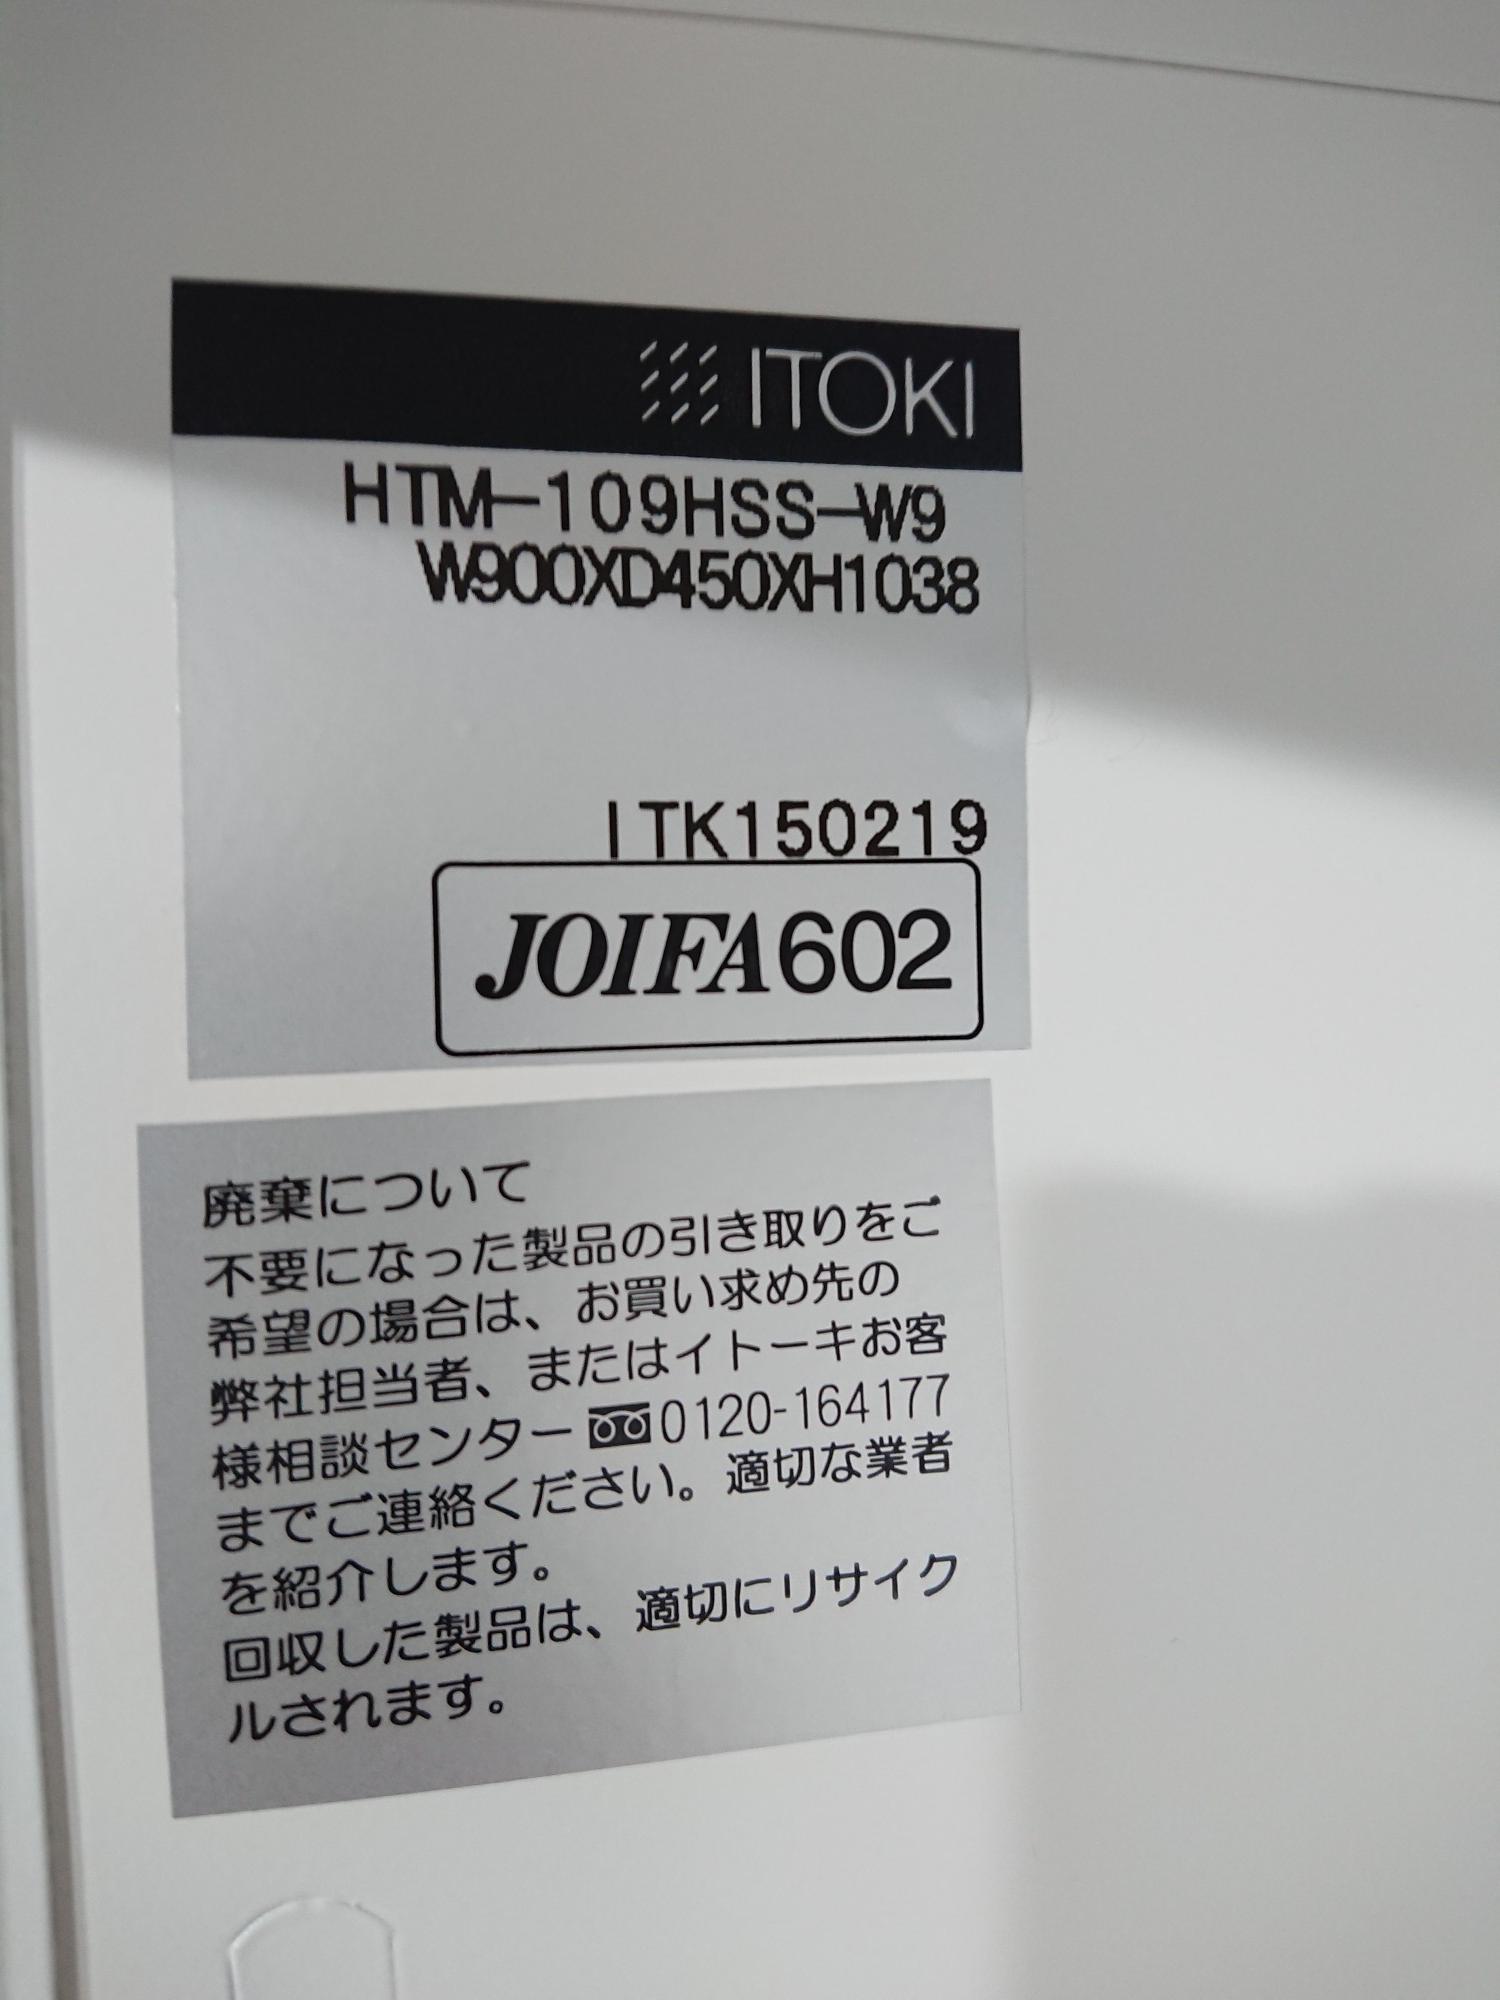 ITOKI
HTM-109HSS-W9
W900XD450XH1038
ITK150219
JOIFA602
廃棄について
不要になった製品の引き取りをご
希望の場合は、お買い求め先の
弊社担当者、またはイトーキお客
様相談センター0120-164177
までご連絡ください。適切な業者
を紹介します。
回収した製品は、適切にリサイク
ルされます。